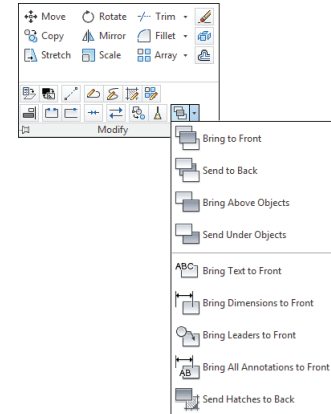 Move Rotate Trim
Copy Mirror Fillet
Stretch Scale Array
Modify
Bring to Front
Send to Back
Bring Above Objects
Send Under Objects
ABC Bring Text to Front
Bring Dimensions to Front
Bring Leaders to Front
AB Bring All Annotations to Front
Send Hatches to Back